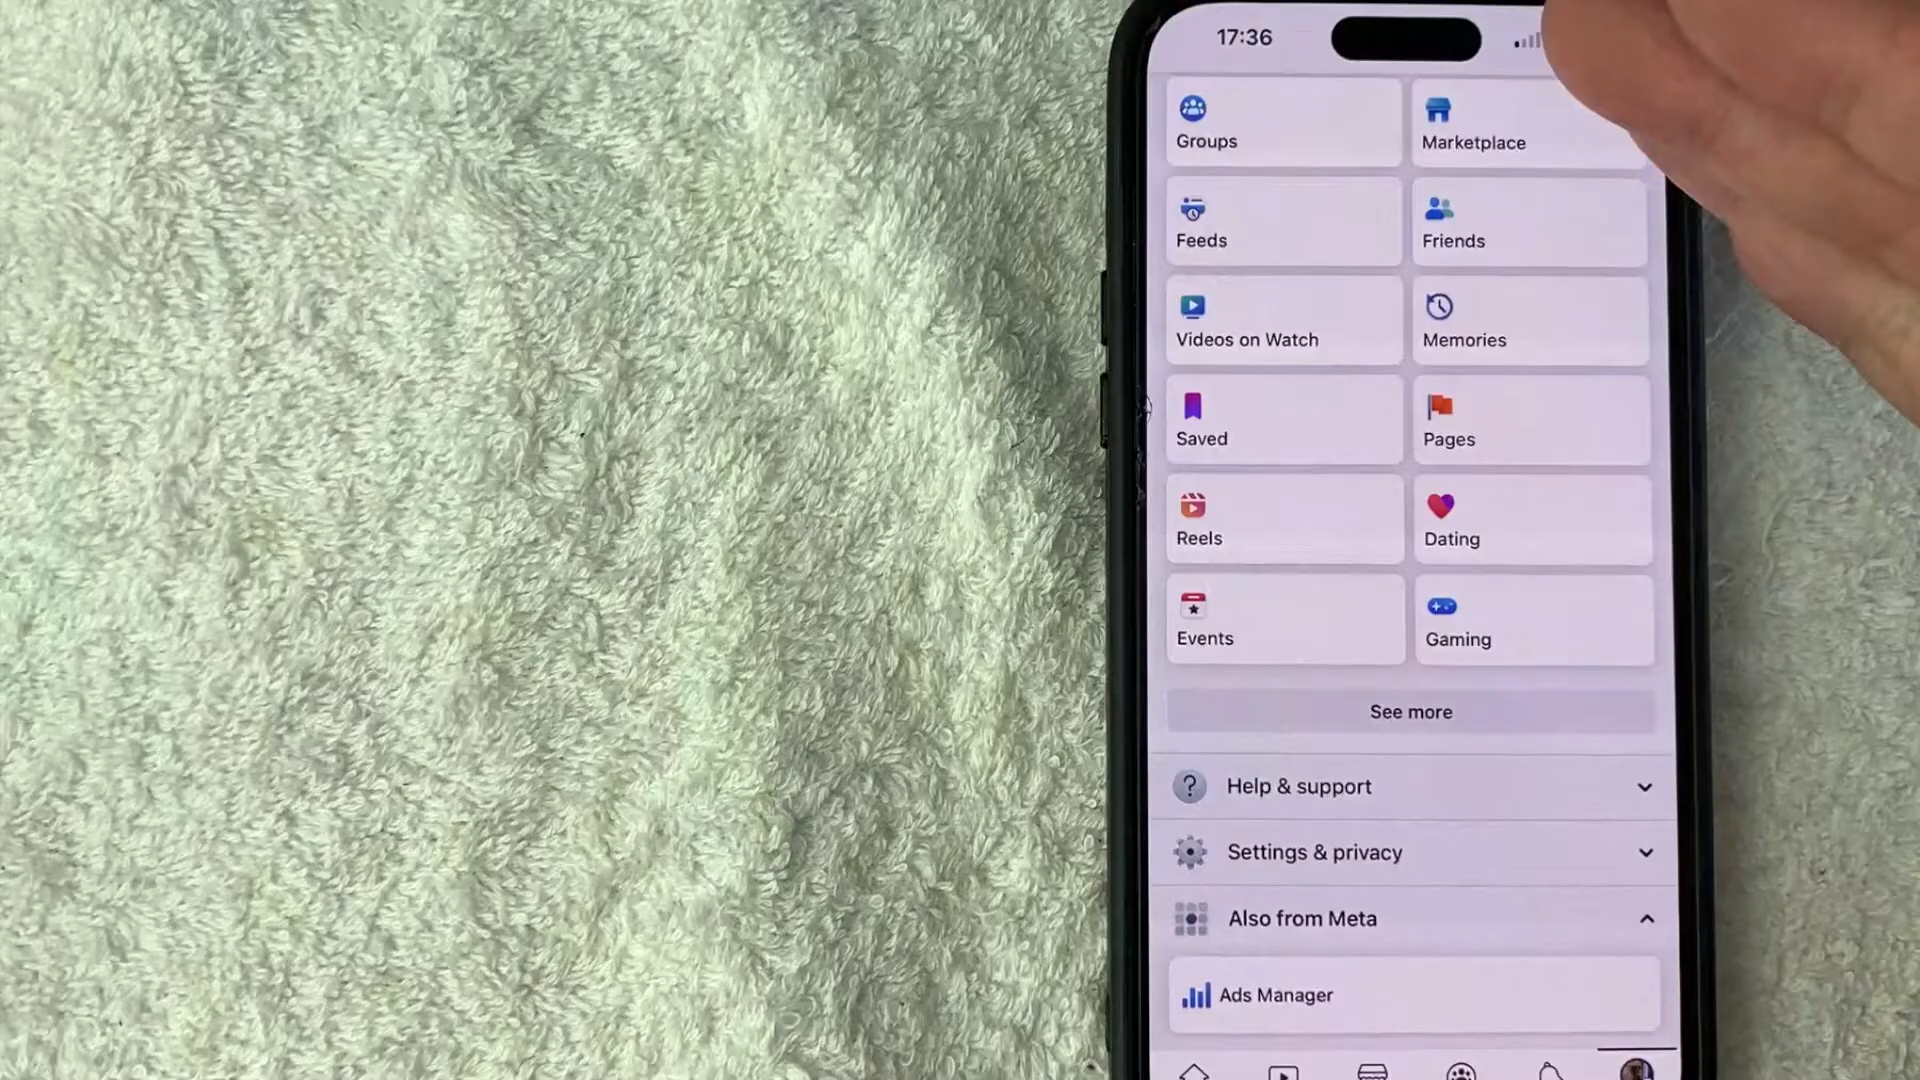 17:36
Groups
Marketplace
Feeds
Friends
Videos on Watch
Memories
Saved
Pages
Reels
Dating
Events
Gaming
See more
Help & support
Settings & privacy
Also from Meta
Ads Manager